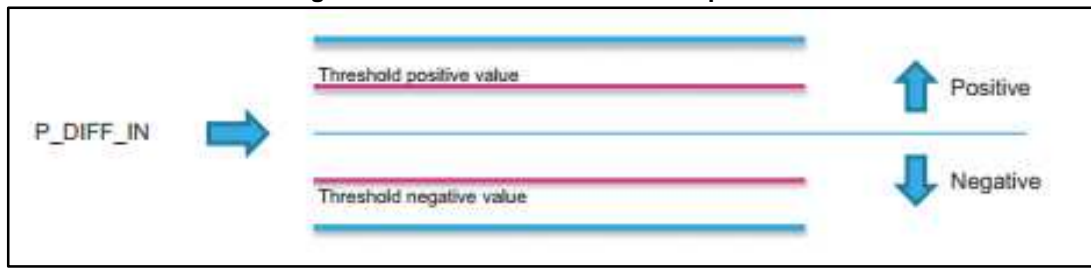 Threshold positive value
Positive
P_DIFF_IN
Negative
Threshold negative value